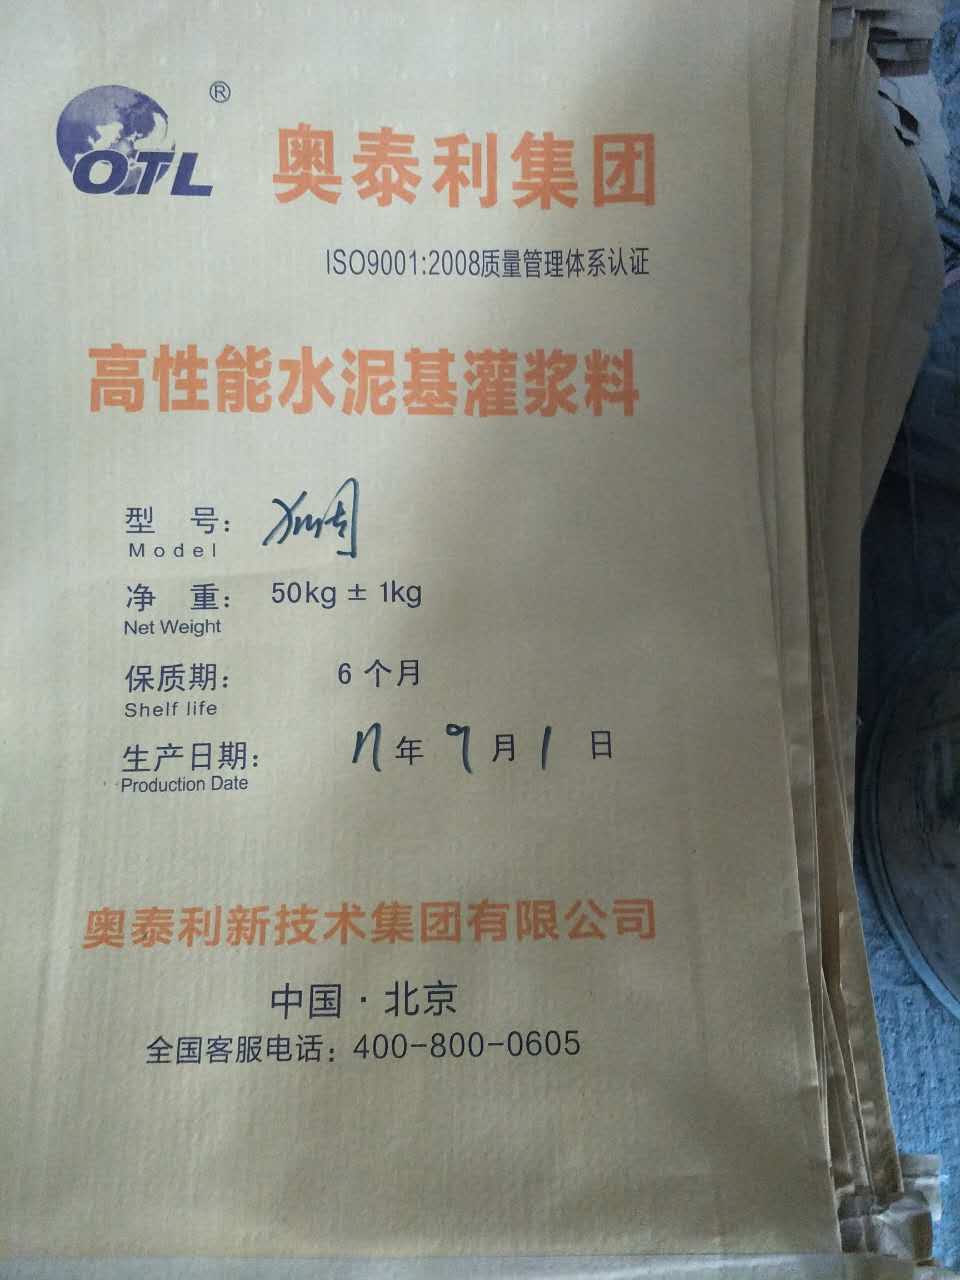 OTL ® 奥泰利集团
ISO9001:2008质量管理体系认证
高性能水泥基灌浆料
型 号：
Model
净 重： 50kg ± 1kg
Net Weight
保质期： 6 个月
Shelf life
生产日期： 17 年 9 月 1 日
Production Date
奥泰利新技术集团有限公司
中国·北京
全国客服电话：400-800-0605